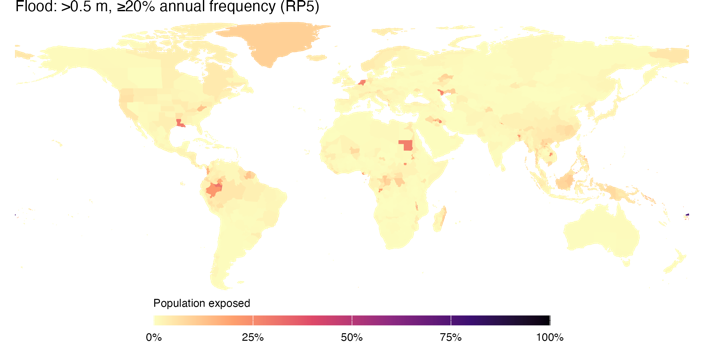 Flood: >0.5 m, ≥20% annual frequency (RP5)
Population exposed
0% 25% 50% 75% 100%